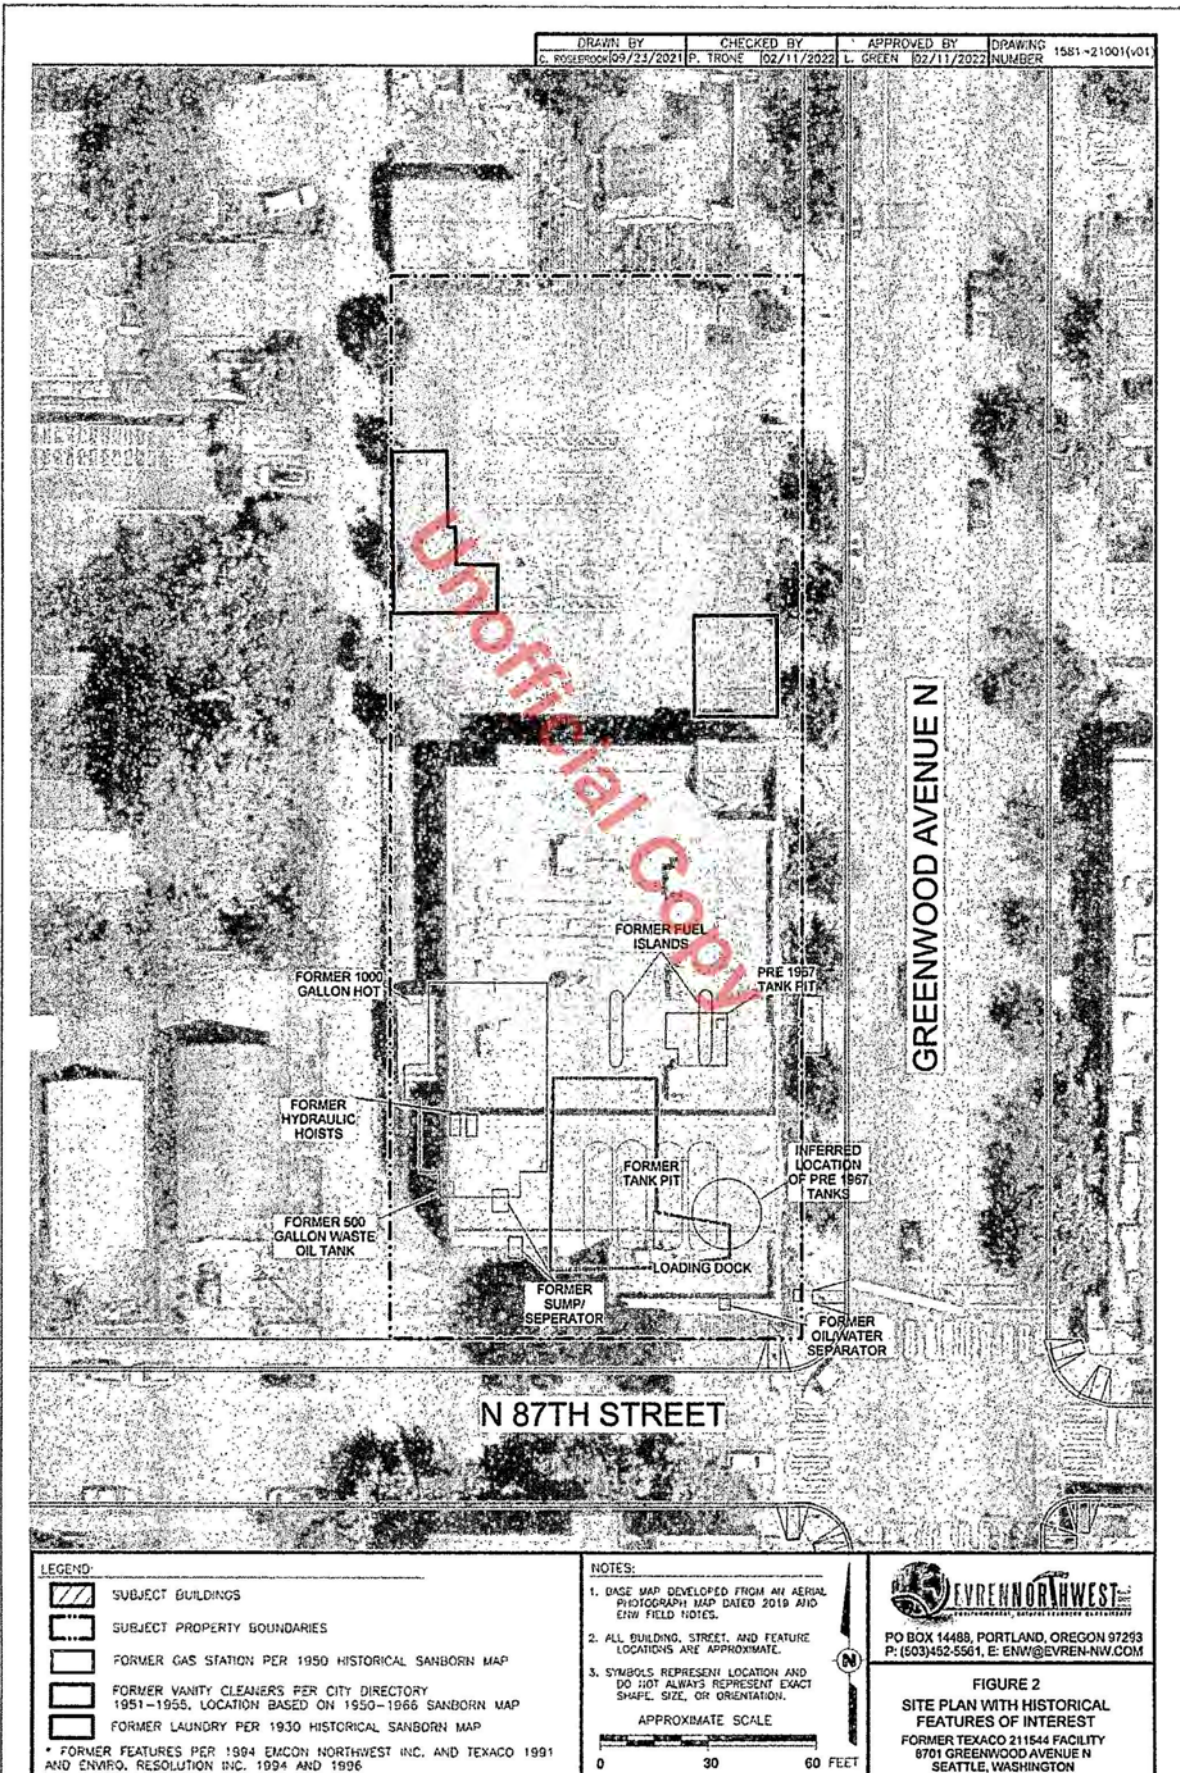 DRAWN BY
C. ROSEBROOK 09/23/2021
CHECKED BY
P. TRONE 02/11/2022
APPROVED BY
L. GREEN 02/11/2022
DRAWING
NUMBER
1581-21001(v01)
Unofficial Copy
GREENWOOD AVENUE N
FORMER FUEL
ISLANDS
PRE 1967
TANK PIT
FORMER 1000
GALLON HOT
FORMER
HYDRAULIC
HOISTS
FORMER
TANK PIT
INFERRED
LOCATION
OF PRE 1967
TANKS
FORMER 500
GALLON WASTE
OIL TANK
LOADING DOCK
FORMER
SUMP/
SEPERATOR
FORMER
OIL/WATER
SEPARATOR
N 87TH STREET
LEGEND:
SUBJECT BUILDINGS
SUBJECT PROPERTY BOUNDARIES
FORMER GAS STATION PER 1950 HISTORICAL SANBORN MAP
FORMER VANITY CLEANERS PER CITY DIRECTORY
1951-1955, LOCATION BASED ON 1950-1966 SANBORN MAP
FORMER LAUNDRY PER 1930 HISTORICAL SANBORN MAP
* FORMER FEATURES PER 1994 EMCON NORTHWEST INC. AND TEXACO 1991
AND ENVIRO. RESOLUTION INC. 1994 AND 1996
NOTES:
1. BASE MAP DEVELOPED FROM AN AERIAL
PHOTOGRAPH MAP DATED 2019 AND
ENW FIELD NOTES.
2. ALL BUILDING, STREET, AND FEATURE
LOCATIONS ARE APPROXIMATE.
3. SYMBOLS REPRESENT LOCATION AND
DO NOT ALWAYS REPRESENT EXACT
SHAPE, SIZE, OR ORIENTATION.
APPROXIMATE SCALE
0 30 60 FEET
N
EVRENNORTHWEST
PO BOX 14488, PORTLAND, OREGON 97293
P: (503)452-5561, E: ENW@EVREN-NW.COM
FIGURE 2
SITE PLAN WITH HISTORICAL
FEATURES OF INTEREST
FORMER TEXACO 211544 FACILITY
8701 GREENWOOD AVENUE N
SEATTLE, WASHINGTON